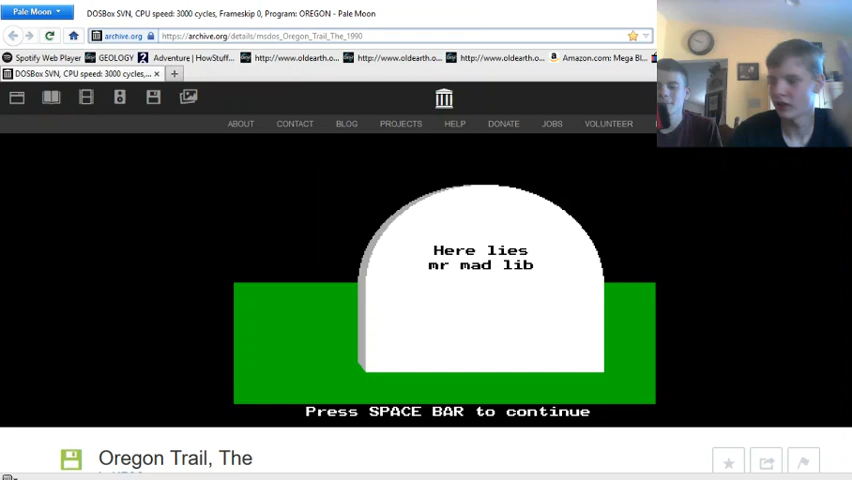 Pale Moon
DOSBox SVN, CPU speed: 3000 cycles, Frameskip 0, Program: OREGON - Pale Moon
archive.org
https://archive.org/details/msdos_Oregon_Trail_The_1990
Spotify Web Player
GEOLOGY
Adventure | HowStuff...
http://www.oldearth.o...
http://www.oldearth.o...
http://www.oldearth.o...
Amazon.com: Mega Bl...
DOSBox SVN, CPU speed: 3000 cycles,...
ABOUT CONTACT BLOG PROJECTS HELP DONATE JOBS VOLUNTEER
Here lies
mr mad lib
Press SPACE BAR to continue
Oregon Trail, The